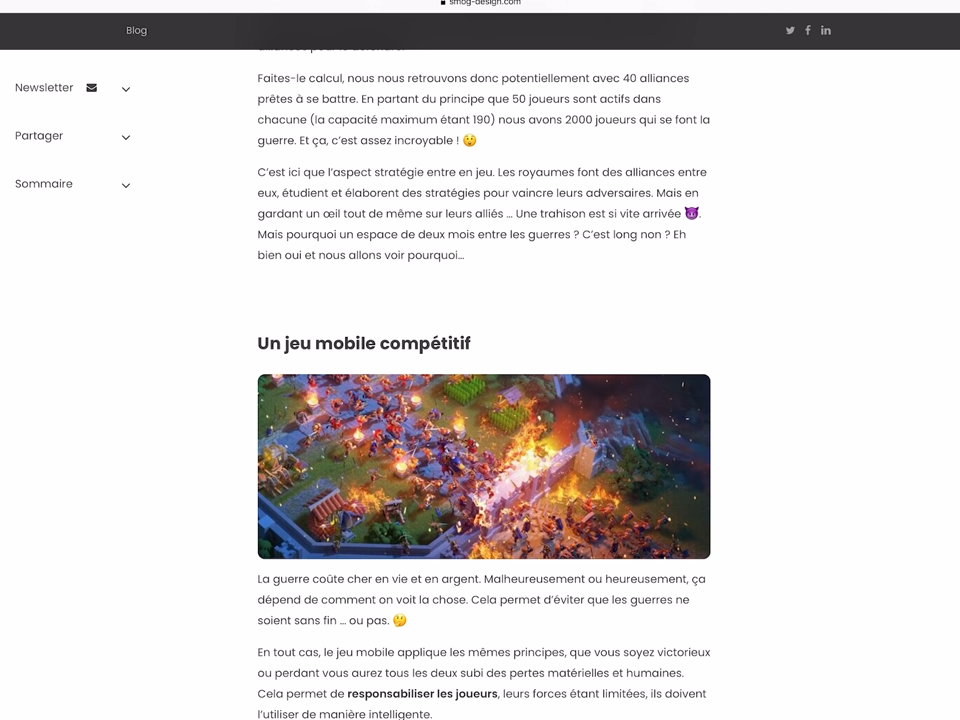 smog-design.com
Blog
Newsletter
Partager
Sommaire
Faites-le calcul, nous nous retrouvons donc potentiellement avec 40 alliances
prêtes à se battre. En partant du principe que 50 joueurs sont actifs dans
chacune (la capacité maximum étant 190) nous avons 2000 joueurs qui se font la
guerre. Et ça, c’est assez incroyable ! 😲
C’est ici que l’aspect stratégie entre en jeu. Les royaumes font des alliances entre
eux, étudient et élaborent des stratégies pour vaincre leurs adversaires. Mais en
gardant un œil tout de même sur leurs alliés … Une trahison est si vite arrivée 😈.
Mais pourquoi un espace de deux mois entre les guerres ? C’est long non ? Eh
bien oui et nous allons voir pourquoi…
Un jeu mobile compétitif
La guerre coûte cher en vie et en argent. Malheureusement ou heureusement, ça
dépend de comment on voit la chose. Cela permet d’éviter que les guerres ne
soient sans fin … ou pas. 🤔
En tout cas, le jeu mobile applique les mêmes principes, que vous soyez victorieux
ou perdant vous aurez tous les deux subi des pertes matérielles et humaines.
Cela permet de responsabiliser les joueurs, leurs forces étant limitées, ils doivent
l’utiliser de manière intelligente.